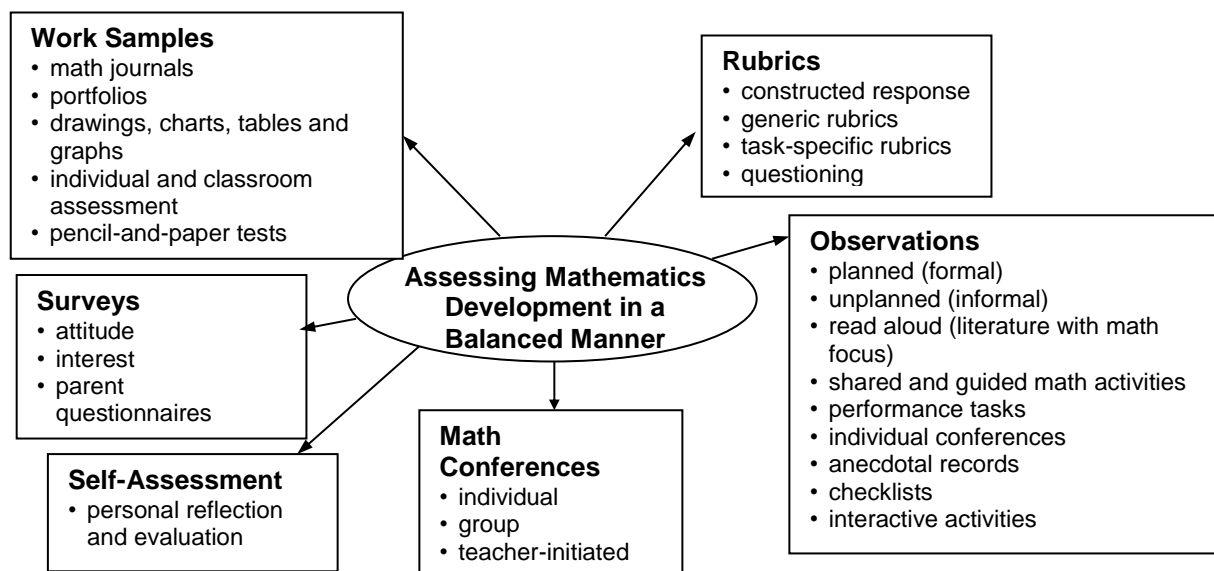 Work Samples
• math journals
• portfolios
• drawings, charts, tables and
graphs
• individual and classroom
assessment
• pencil-and-paper tests
Rubrics
• constructed response
• generic rubrics
• task-specific rubrics
• questioning
Assessing Mathematics
Development in a
Balanced Manner
Observations
• planned (formal)
• unplanned (informal)
• read aloud (literature with math
focus)
• shared and guided math activities
• performance tasks
• individual conferences
• anecdotal records
• checklists
• interactive activities
Surveys
• attitude
• interest
• parent
questionnaires
Self-Assessment
• personal reflection
and evaluation
Math
Conferences
• individual
• group
• teacher-initiated